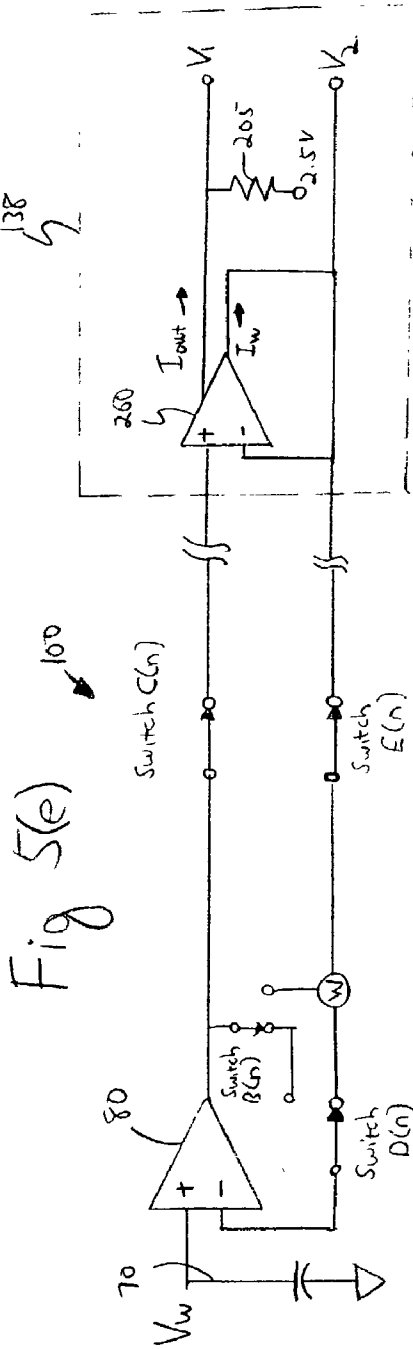 Fig 5(e)
100
138
Vw
70
80
+
-
Switch
B(n)
Switch
D(n)
W
Switch C(n)
Switch
E(n)
260
+
-
Iout →
Iw →
205
2.5V
V1
V2